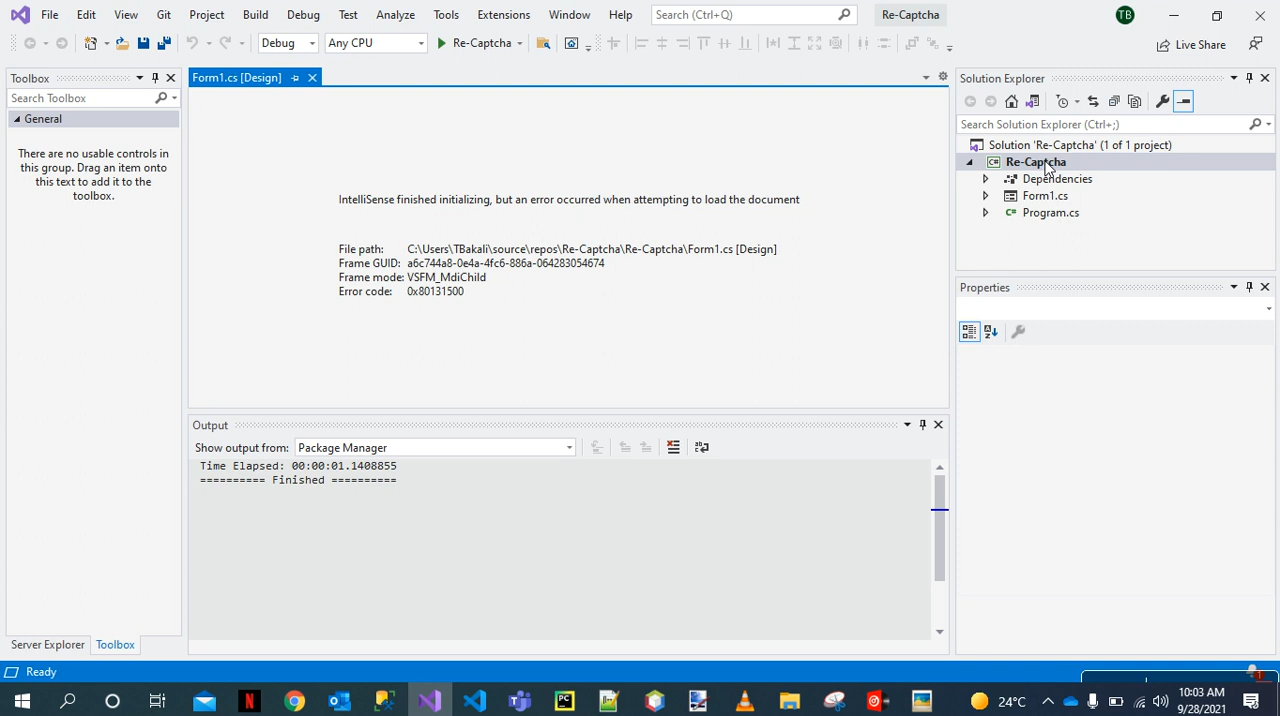 File Edit View Git Project Build Debug Test Analyze Tools Extensions Window Help Search (Ctrl+Q) Re-Captcha TB
Debug Any CPU Re-Captcha Live Share
Toolbox
Search Toolbox
General
There are no usable controls in
this group. Drag an item onto
this text to add it to the
toolbox.
Server Explorer Toolbox
Form1.cs [Design]
IntelliSense finished initializing, but an error occurred when attempting to load the document
File path: C:\Users\TBakali\source\repos\Re-Captcha\Re-Captcha\Form1.cs [Design]
Frame GUID: a6c744a8-0e4a-4fc6-886a-064283054674
Frame mode: VSFM_MdiChild
Error code: 0x80131500
Output
Show output from: Package Manager
Time Elapsed: 00:00:01.1408855
========== Finished ==========
Solution Explorer
Search Solution Explorer (Ctrl+;)
Solution 'Re-Captcha' (1 of 1 project)
C# Re-Captcha
Dependencies
Form1.cs
C# Program.cs
Properties
Ready
1
N PC 24°C 10:03 AM
9/28/2021